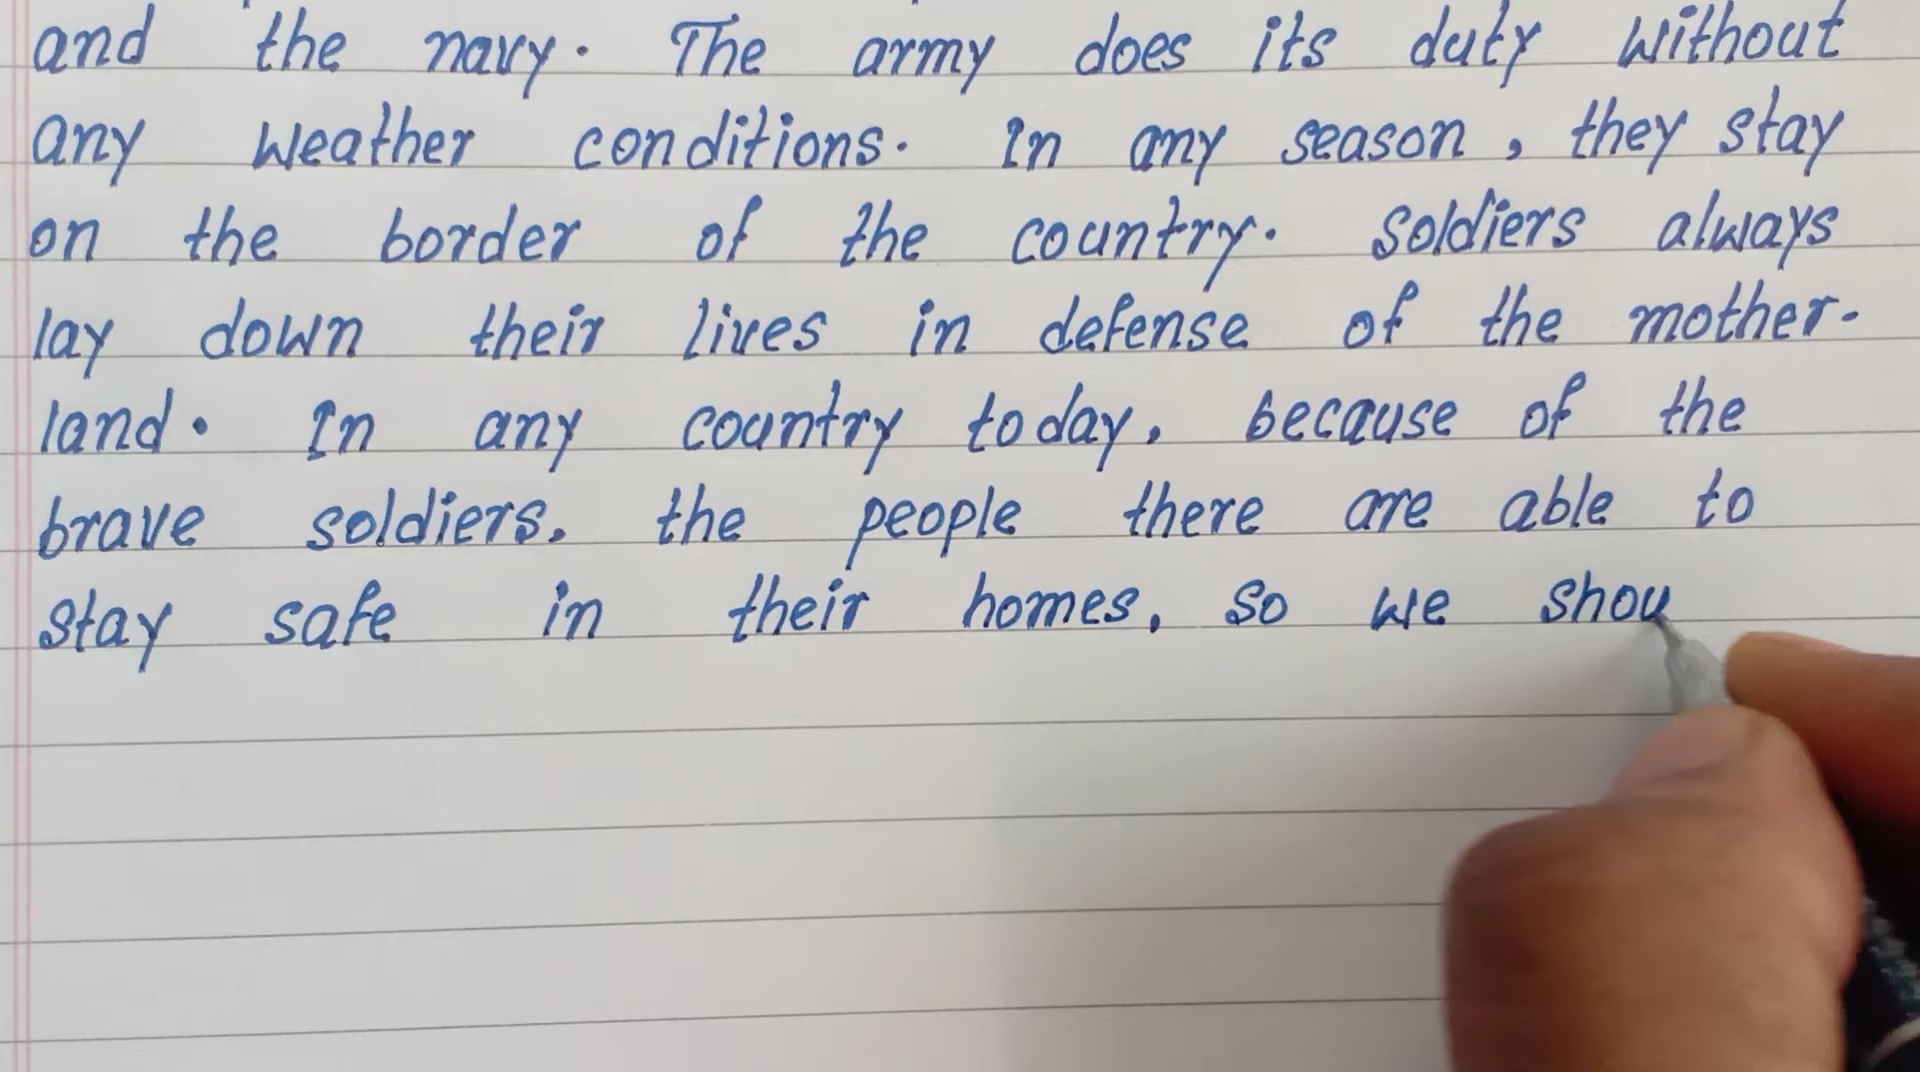 and the navy. The army does its duty without
any weather conditions. In any season, they stay
on the border of the country. Soldiers always
lay down their lives in defense of the mother-
land. In any country today, because of the
brave soldiers, the people there are able to
stay safe in their homes. So we shou